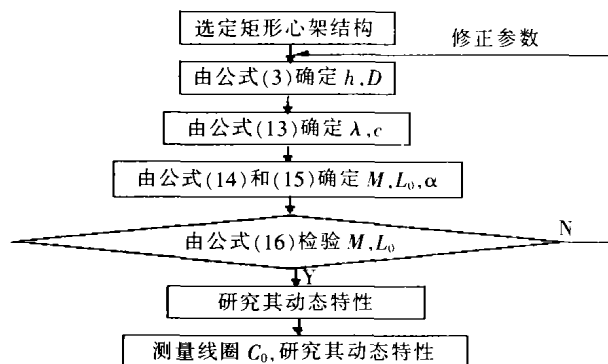 选定矩形心架结构
修正参数
由公式(3)确定 h,D
由公式(13)确定 λ,c
由公式(14)和(15)确定 M,L₀,α
由公式(16)检验 M,L₀
N
Y
研究其动态特性
测量线圈 C₀,研究其动态特性